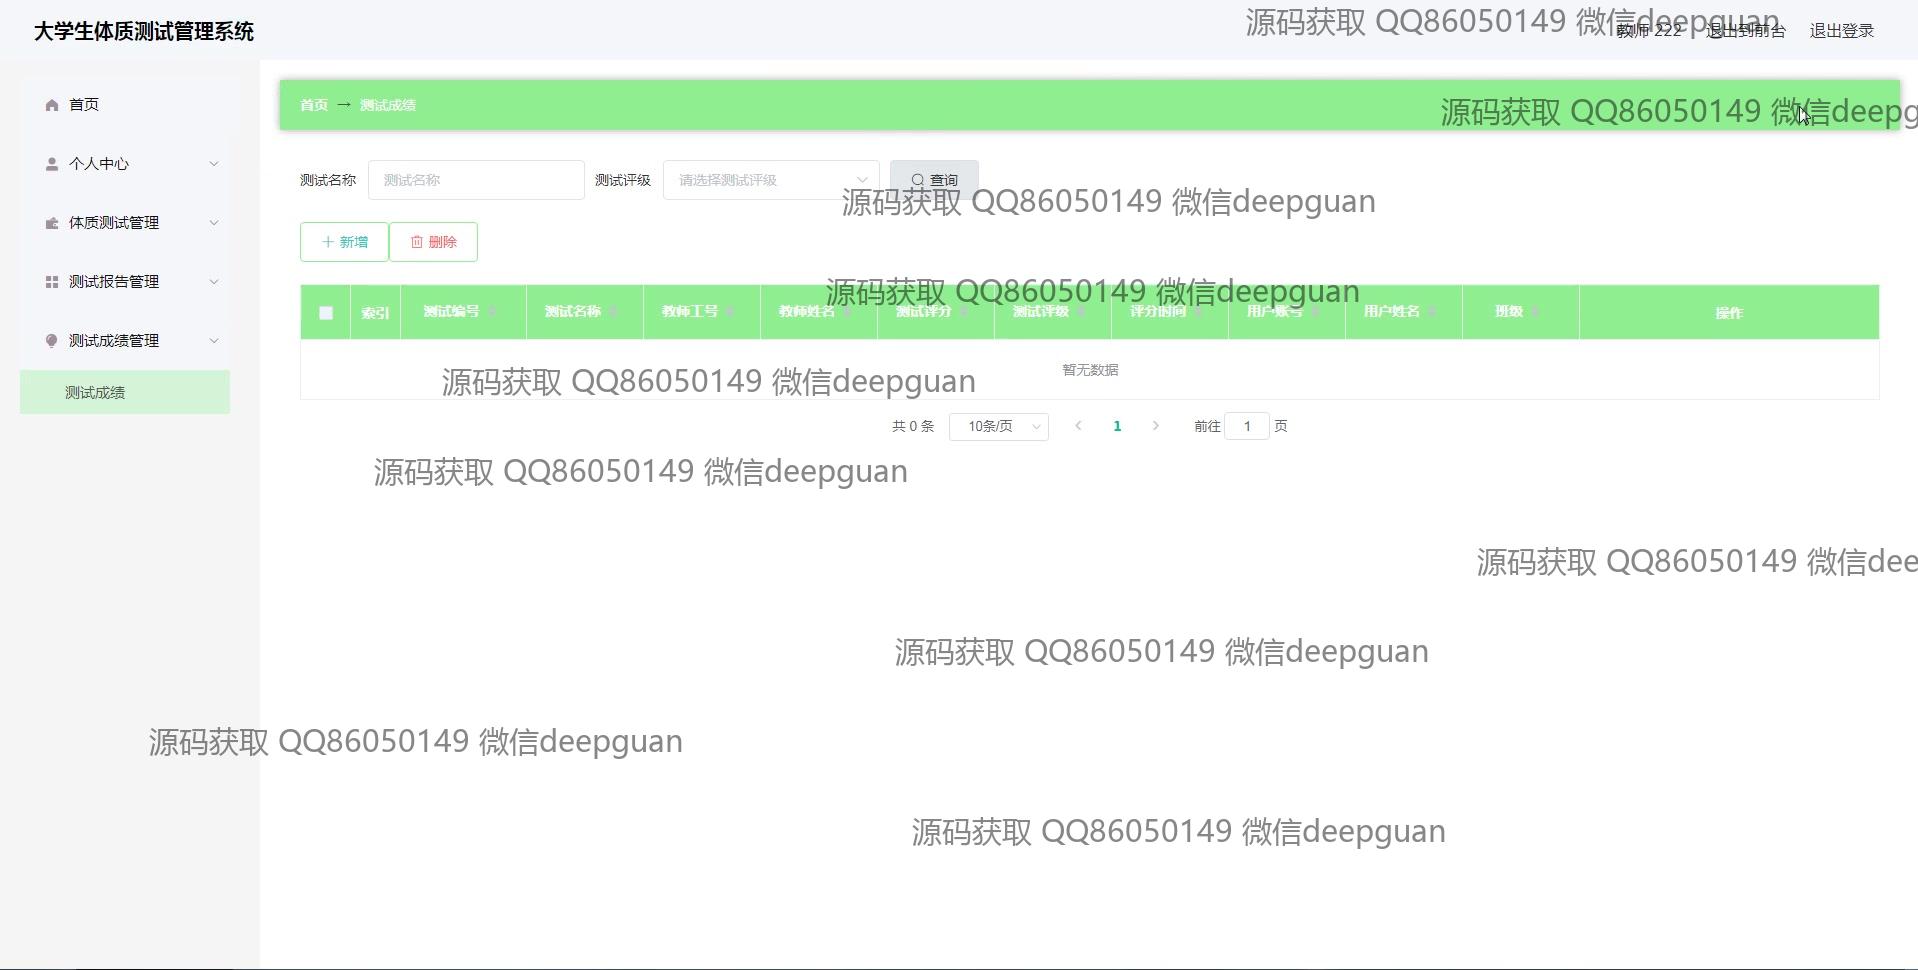 大学生体质测试管理系统
源码获取 QQ86050149 微信deepguan
教师 222 退出到前台 退出登录
首页
个人中心
体质测试管理
测试报告管理
测试成绩管理
测试成绩
首页 → 测试成绩
源码获取 QQ86050149 微信deepg
测试名称 测试名称 测试评级 请选择测试评级 查询
源码获取 QQ86050149 微信deepguan
新增 删除
源码获取 QQ86050149 微信deepguan
索引 测试编号 测试名称 教师工号 教师姓名 测试评分 测试评级 评分时间 用户账号 用户姓名 班级 操作
暂无数据
源码获取 QQ86050149 微信deepguan
共 0 条 10条/页 1 前往 1 页
源码获取 QQ86050149 微信deepguan
源码获取 QQ86050149 微信dee
源码获取 QQ86050149 微信deepguan
源码获取 QQ86050149 微信deepguan
源码获取 QQ86050149 微信deepguan